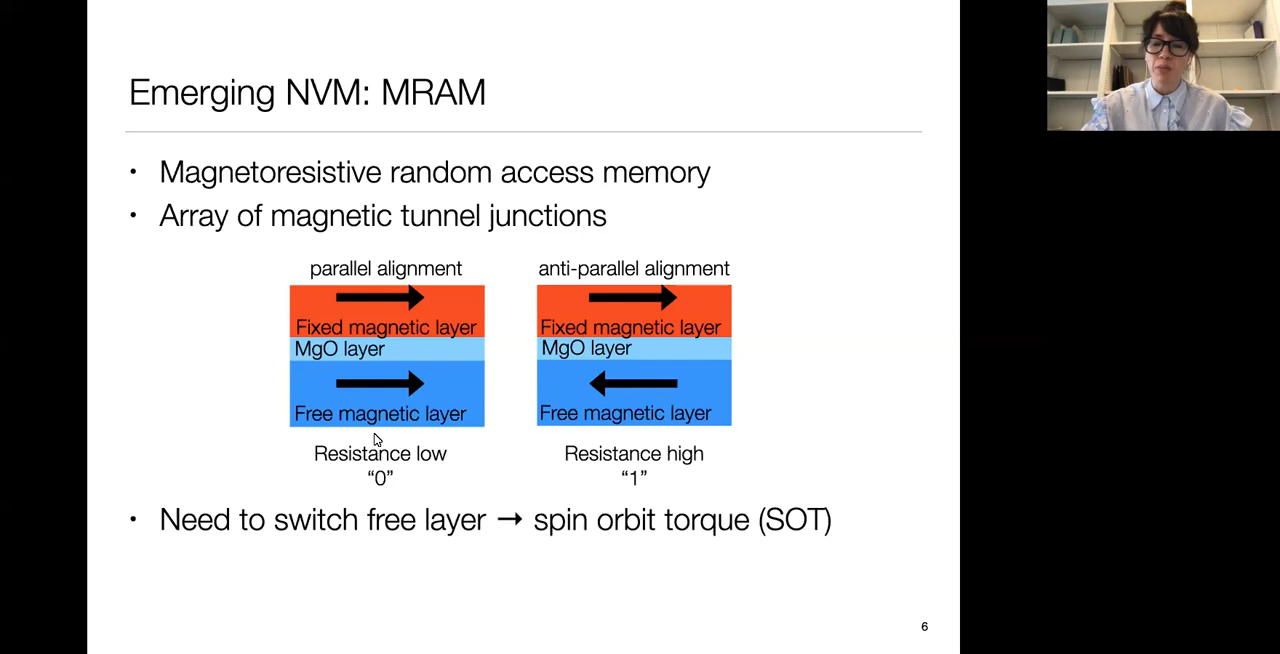 Emerging NVM: MRAM
• Magnetoresistive random access memory
• Array of magnetic tunnel junctions
parallel alignment
Fixed magnetic layer
MgO layer
Free magnetic layer
Resistance low
“0”
anti-parallel alignment
Fixed magnetic layer
MgO layer
Free magnetic layer
Resistance high
“1”
• Need to switch free layer → spin orbit torque (SOT)
6